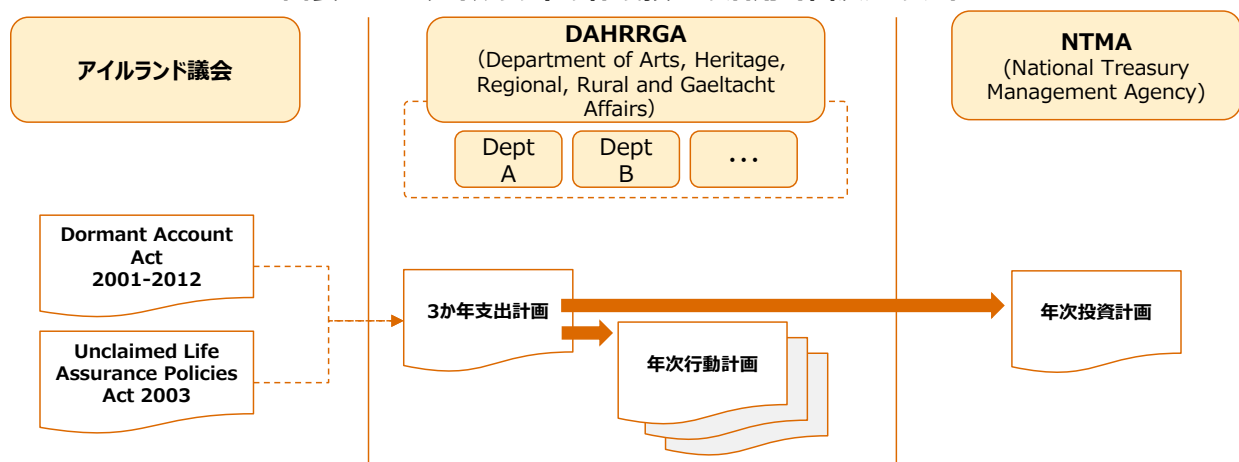 アイルランド議会
DAHRRGA
（Department of Arts, Heritage,
Regional, Rural and Gaeltacht
Affairs）
Dept
A
Dept
B
・・・
NTMA
(National Treasury
Management Agency)
Dormant Account
Act
2001-2012
Unclaimed Life
Assurance Policies
Act 2003
3か年支出計画
年次行動計画
年次投資計画